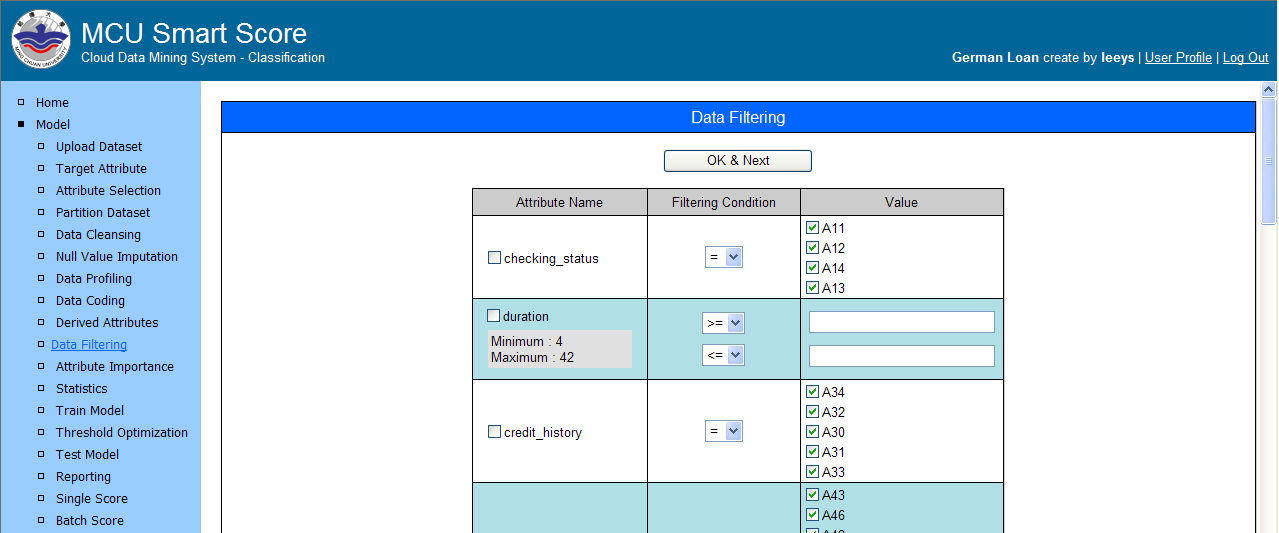 MING CHUAN UNIVERSITY
MCU Smart Score
Cloud Data Mining System - Classification
German Loan create by leeys | User Profile | Log Out
Home
Model
Upload Dataset
Target Attribute
Attribute Selection
Partition Dataset
Data Cleansing
Null Value Imputation
Data Profiling
Data Coding
Derived Attributes
Data Filtering
Attribute Importance
Statistics
Train Model
Threshold Optimization
Test Model
Reporting
Single Score
Batch Score
Data Filtering
OK & Next
Attribute Name Filtering Condition Value
checking_status
=
A11
A12
A14
A13
duration
Minimum : 4
Maximum : 42
>=
<=
credit_history
=
A34
A32
A30
A31
A33
A43
A46